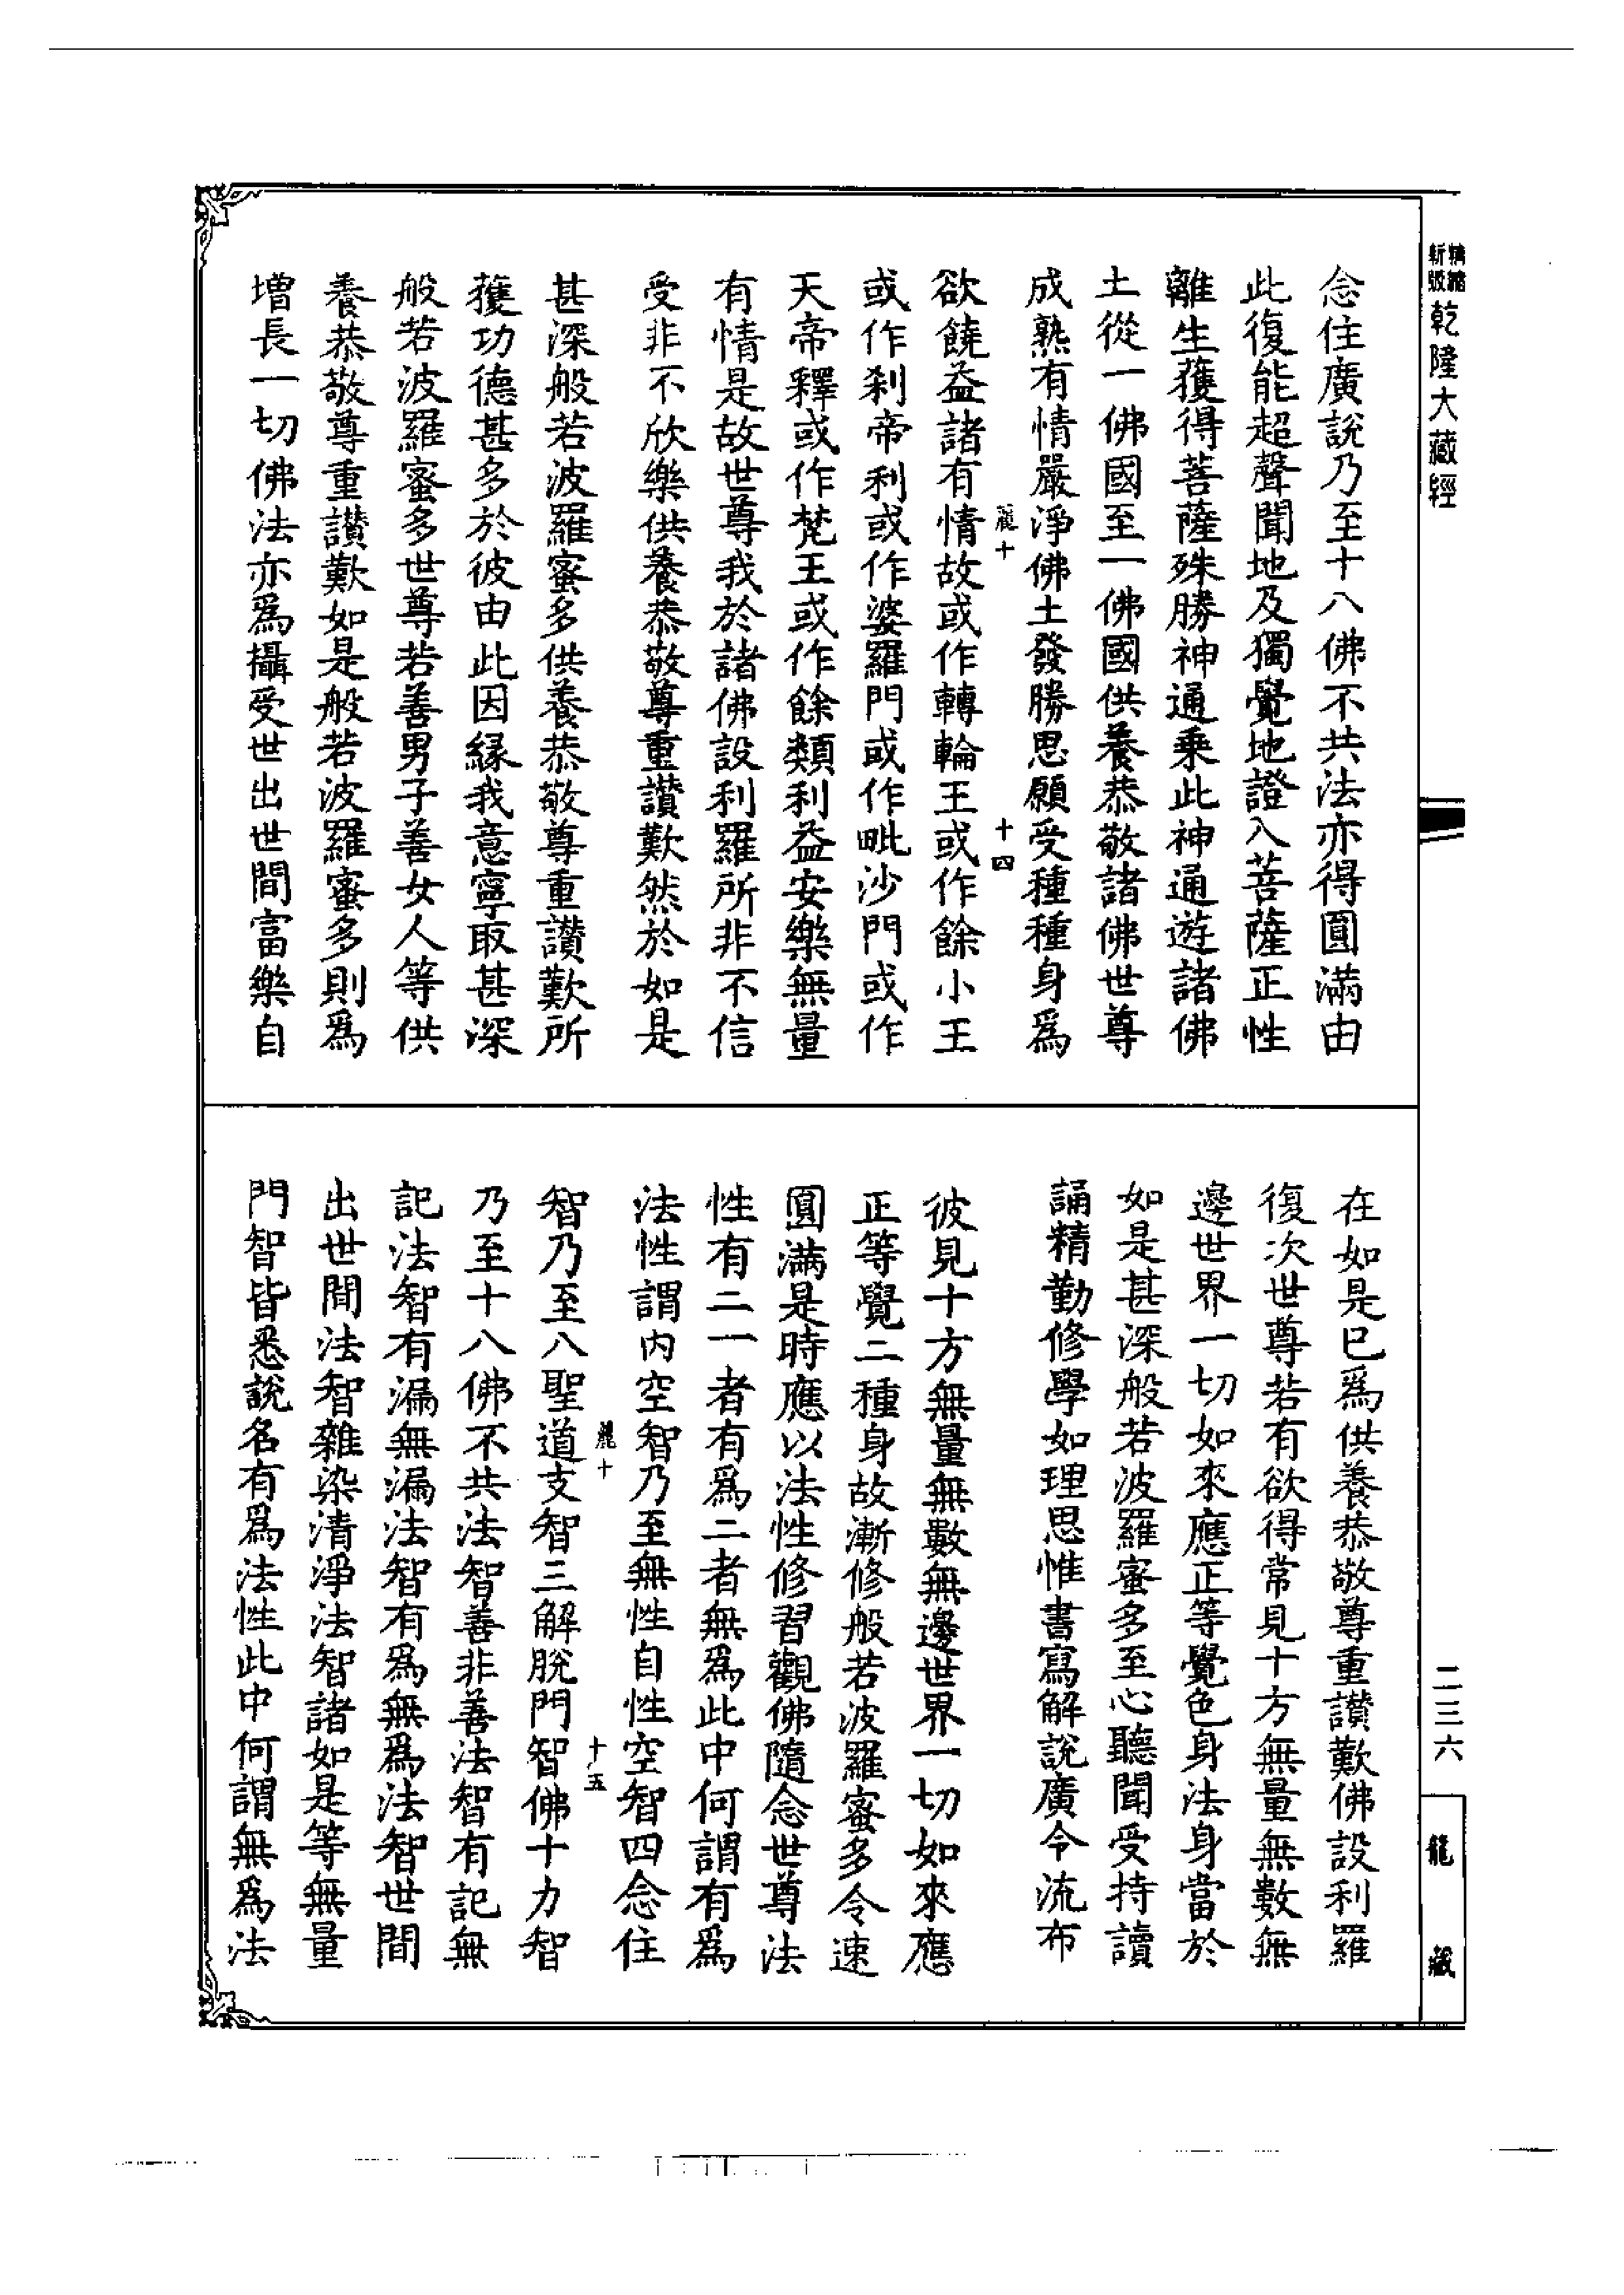 精縮
新版
乾隆大藏經
念住廣說乃至十八佛不共法亦得圓滿由
此復能超聲聞地及獨覺地證入菩薩正性
離生獲得菩薩殊勝神通乘此神通遊諸佛
土從一佛國至一佛國供養恭敬諸佛世尊
成熟有情嚴淨佛土發勝思願受種種身爲
麗十
十四
欲饒益諸有情故或作轉輪王或作餘小王
或作刹帝利或作婆羅門或作毗沙門或作
天帝釋或作梵王或作餘類利益安樂無量
有情是故世尊我於諸佛設利羅所非不信
受非不欣樂供養恭敬尊重讃歎然於如是
甚深般若波羅蜜多供養恭敬尊重讃歎所
獲功德甚多於彼由此因緣我意寧取甚深
般若波羅蜜多世尊若善男子善女人等供
養恭敬尊重讃歎如是般若波羅蜜多則爲
增長一切佛法亦爲攝受世出世間富樂自
在如是已爲供養恭敬尊重讃歎佛設利羅
復次世尊若有欲得常見十方無量無數無
邊世界一切如來應正等覺色身法身當於
如是甚深般若波羅蜜多至心聽聞受持讀
誦精勤修學如理思惟書寫解說廣令流布
彼見十方無量無數無邊世界一切如來應
正等覺二種身故漸修般若波羅蜜多令速
圓滿是時應以法性修習觀佛隨念世尊法
性有二一者有爲二者無爲此中何謂有爲
法性謂內空智乃至無性自性空智四念住
麗十
十五
智乃至八聖道支智三解脫門智佛十力智
乃至十八佛不共法智善非善法智有記無
記法智有漏無漏法智有爲無爲法智世間
出世間法智雜染清淨法智諸如是等無量
門智皆悉說名有爲法性此中何謂無爲法
二三六
龍藏